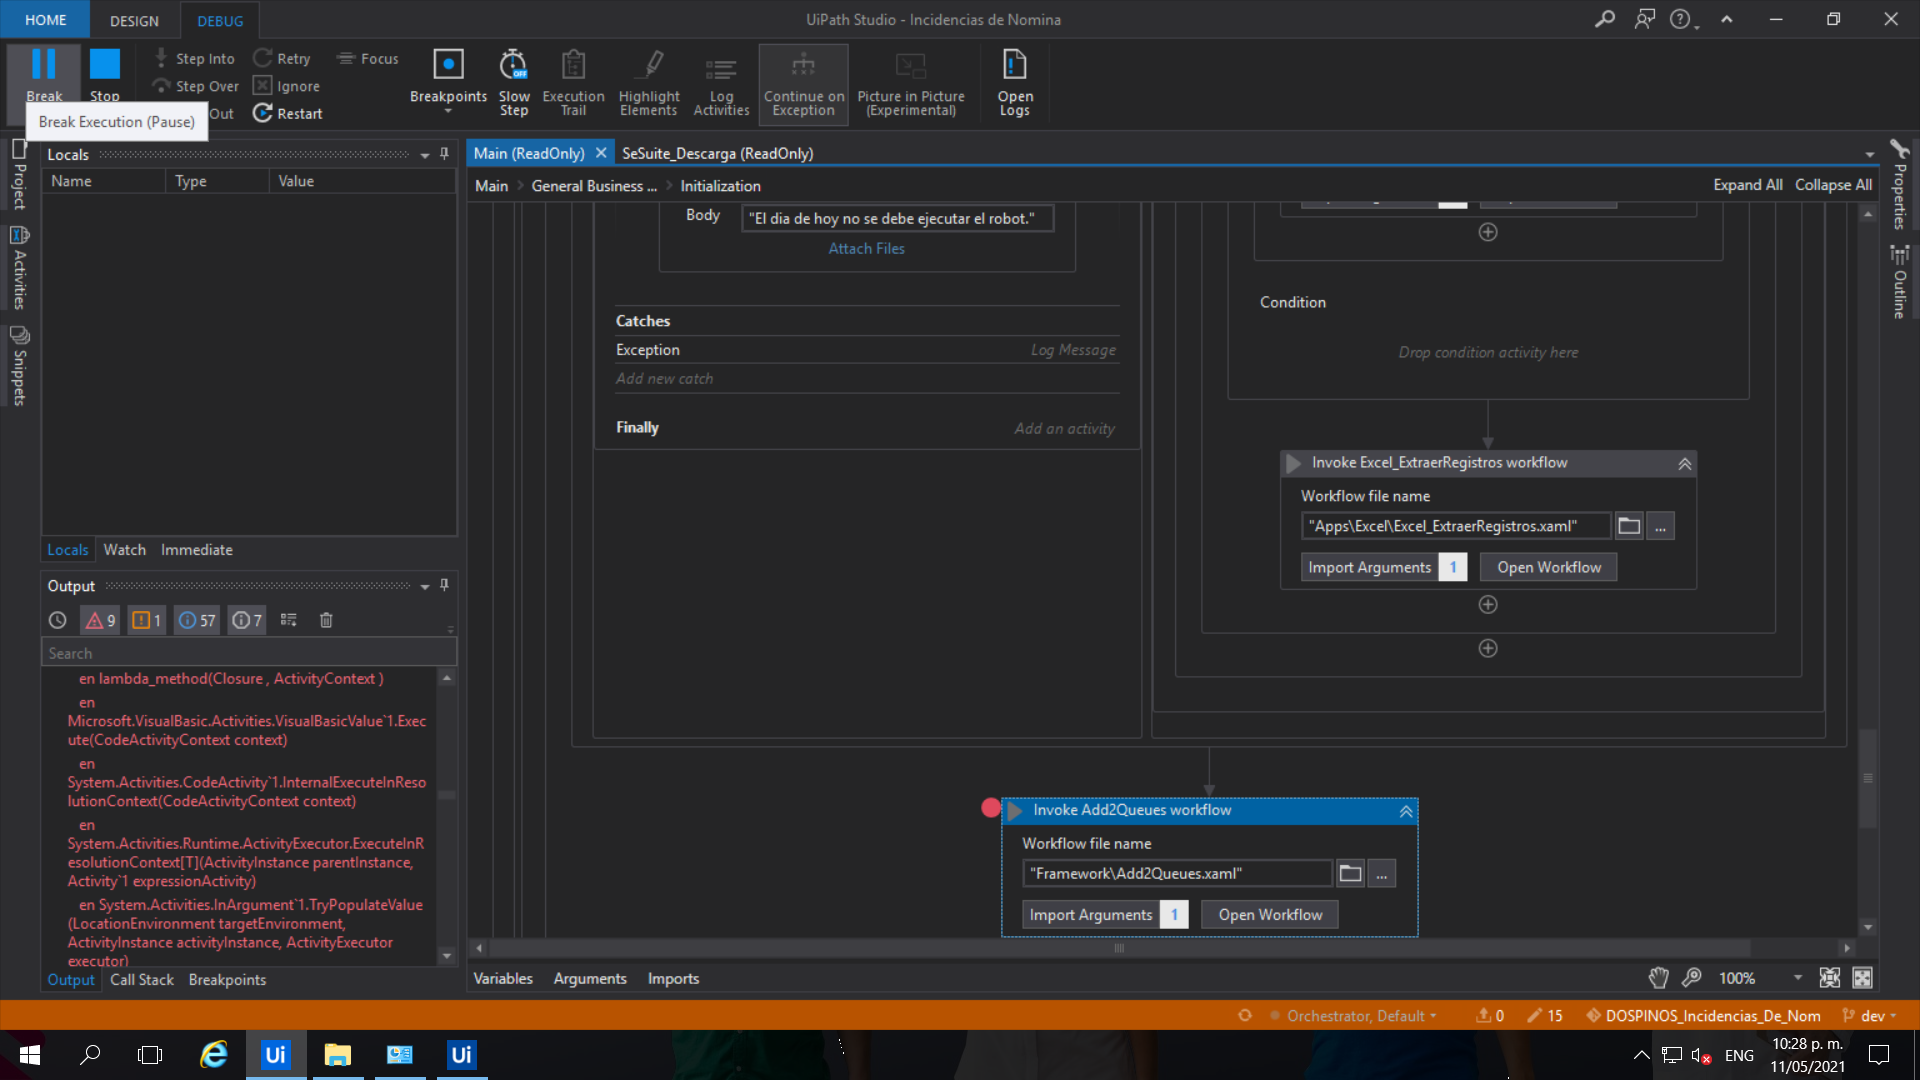 HOME
DESIGN
DEBUG
UiPath Studio - Incidencias de Nomina
Break
Stop
Step Into
Step Over
Out
Retry
Ignore
Restart
Focus
Breakpoints
Slow
Step
Execution
Trail
Highlight
Elements
Log
Activities
Continue on
Exception
Picture in Picture
(Experimental)
Open
Logs
Break Execution (Pause)
Project
Activities
Snippets
Locals
Name
Type
Value
Locals
Watch
Immediate
Output
9
1
57
7
Search
en lambda_method(Closure , ActivityContext )
en
Microsoft.VisualBasic.Activities.VisualBasicValue`1.Exec
ute(CodeActivityContext context)
en
System.Activities.CodeActivity`1.InternalExecuteInReso
lutionContext(CodeActivityContext context)
en
System.Activities.Runtime.ActivityExecutor.ExecuteInR
esolutionContext[T](ActivityInstance parentInstance,
Activity`1 expressionActivity)
en System.Activities.InArgument`1.TryPopulateValue
(LocationEnvironment targetEnvironment,
ActivityInstance activityInstance, ActivityExecutor
executor)
Output
Call Stack
Breakpoints
Main (ReadOnly)
SeSuite_Descarga (ReadOnly)
Main
General Business ...
Initialization
Expand All
Collapse All
Body
"El dia de hoy no se debe ejecutar el robot."
Attach Files
Catches
Exception
Log Message
Add new catch
Finally
Add an activity
Condition
Drop condition activity here
Invoke Excel_ExtraerRegistros workflow
Workflow file name
"Apps\Excel\Excel_ExtraerRegistros.xaml"
...
Import Arguments
1
Open Workflow
Invoke Add2Queues workflow
Workflow file name
"Framework\Add2Queues.xaml"
...
Import Arguments
1
Open Workflow
Variables
Arguments
Imports
100%
Properties
Outline
Orchestrator, Default
0
15
DOSPINOS_Incidencias_De_Nom
dev
Ui
Ui
ENG
10:28 p. m.
11/05/2021